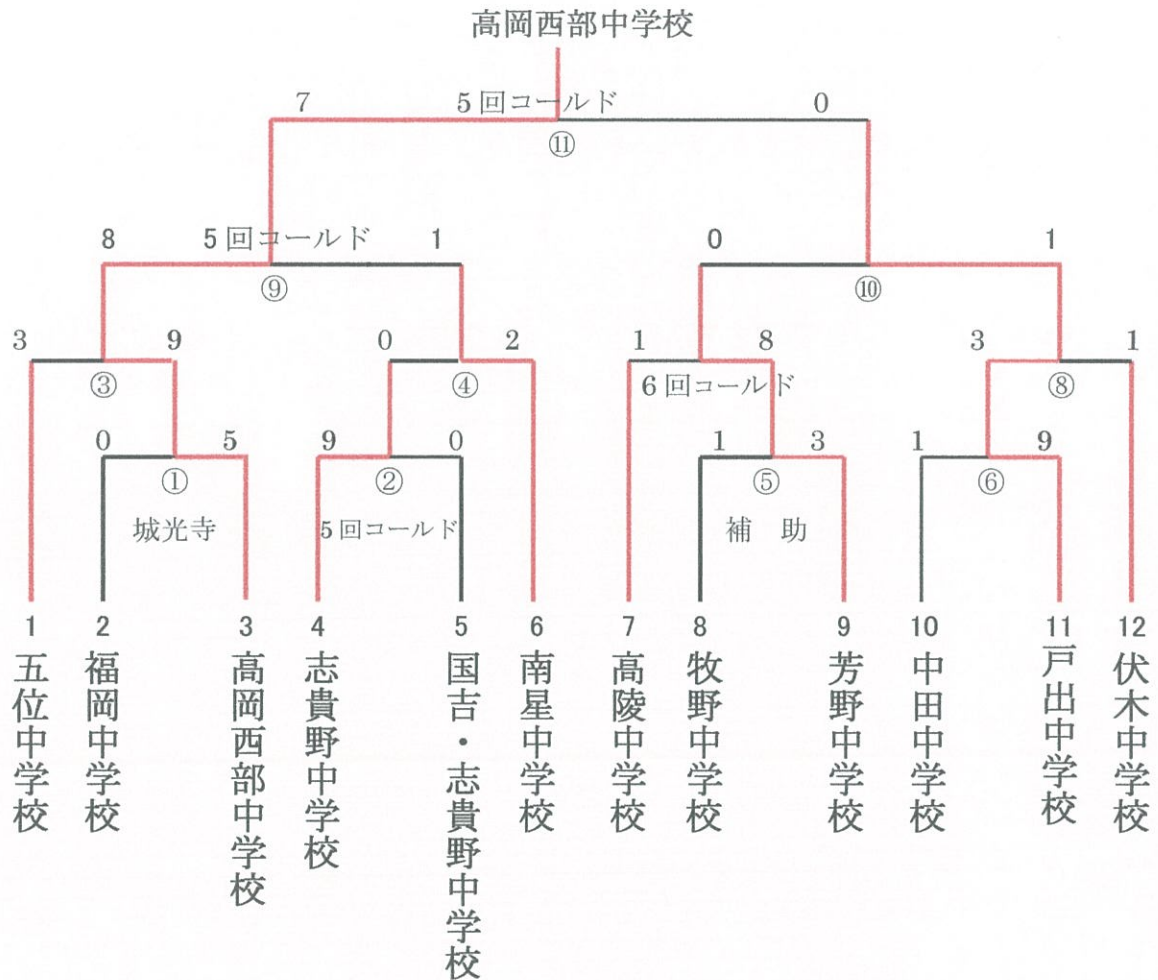 高岡西部中学校
7 5回コールド 0
⑪
8 5回コールド 1 0 1
⑨ ⑩
3 9 0 2 1 8 3 1
③ ④ 6回コールド ⑧
0 5 9 0 1 3 1 9
① ② ⑤ ⑥
城光寺 5回コールド 補 助
1 2 3 4 5 6 7 8 9 10 11 12
五位中学校
福岡中学校
高岡西部中学校
志貴野中学校
国吉・志貴野中学校
南星中学校
高陵中学校
牧野中学校
芳野中学校
中田中学校
戸出中学校
伏木中学校